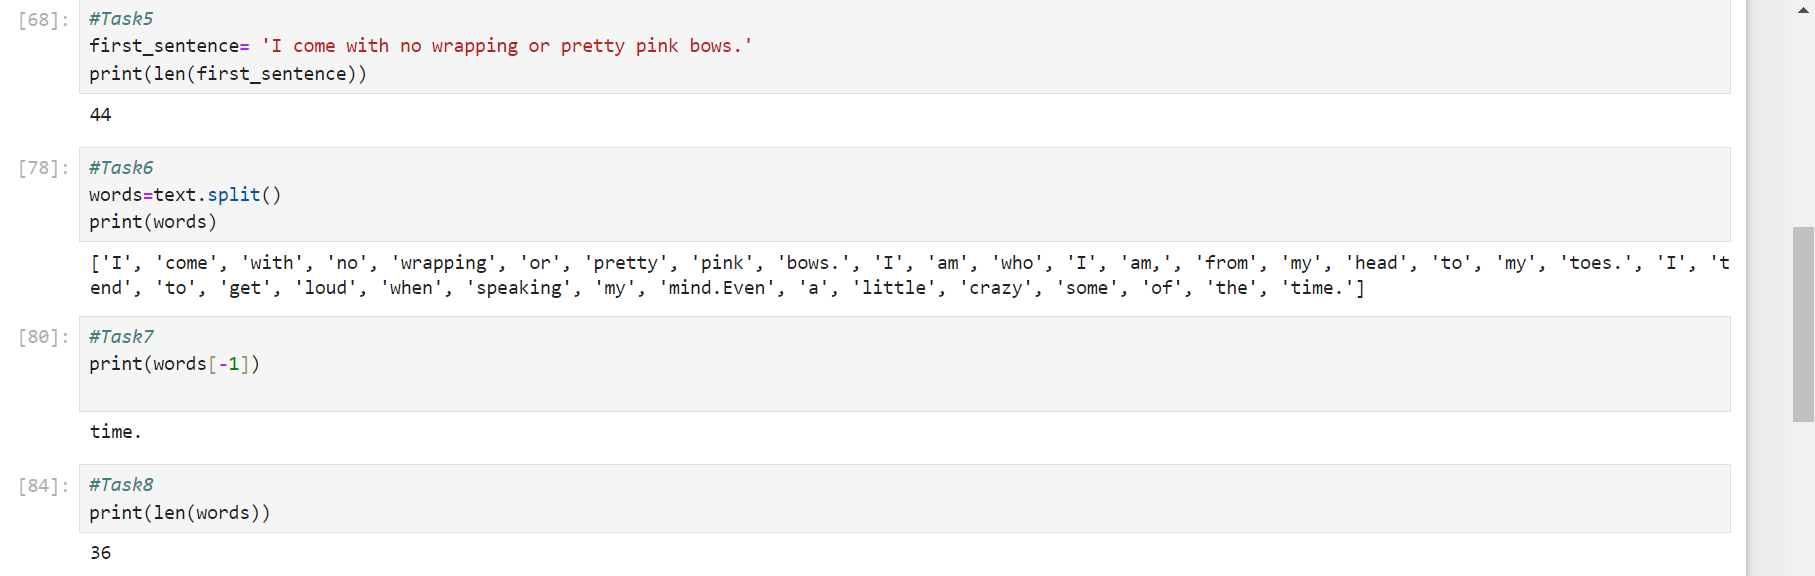 [68]: #Task5
first_sentence= 'I come with no wrapping or pretty pink bows.'
print(len(first_sentence))
44
[78]: #Task6
words=text.split()
print(words)
['I', 'come', 'with', 'no', 'wrapping', 'or', 'pretty', 'pink', 'bows.', 'I', 'am', 'who', 'I', 'am,', 'from', 'my', 'head', 'to', 'my', 'toes.', 'I', 't
end', 'to', 'get', 'loud', 'when', 'speaking', 'my', 'mind.Even', 'a', 'little', 'crazy', 'some', 'of', 'the', 'time.']
[80]: #Task7
print(words[-1])
time.
[84]: #Task8
print(len(words))
36